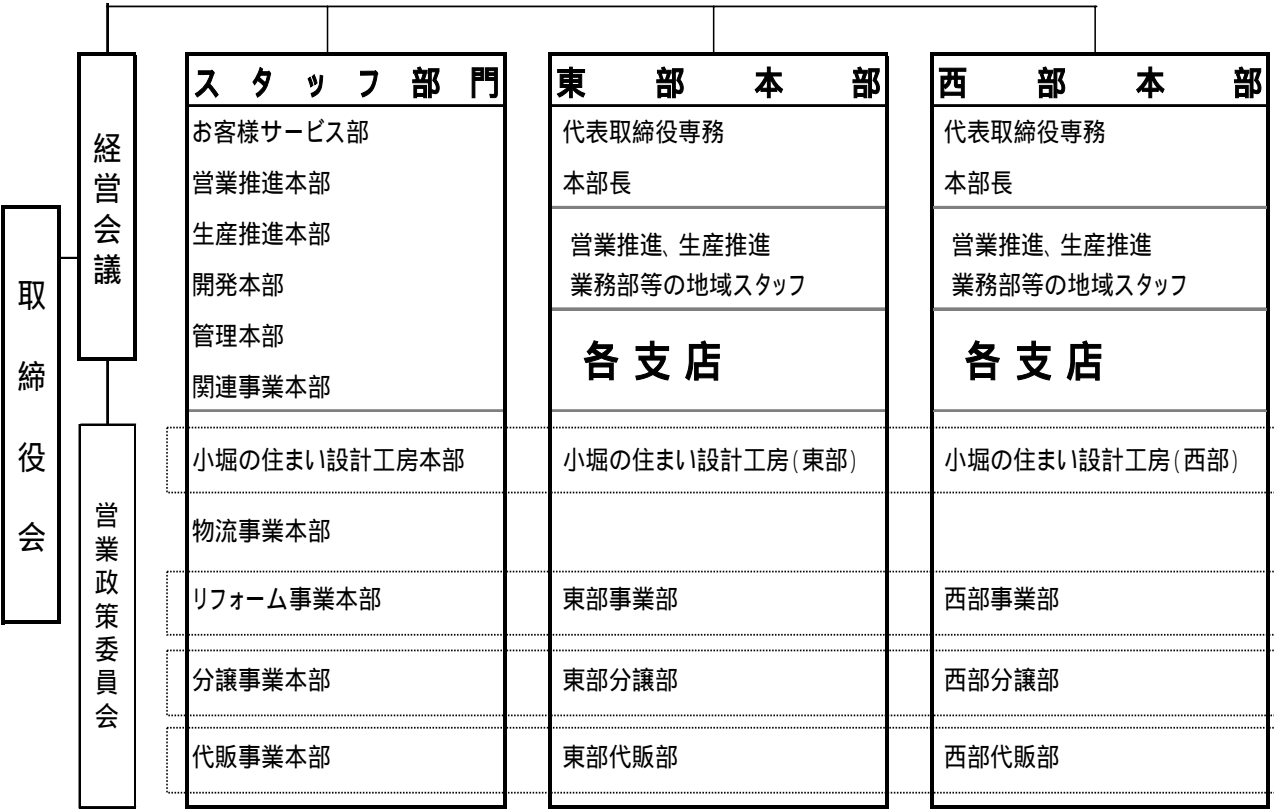 取締役会
経営会議
営業政策委員会
スタッフ部門
お客様サービス部
営業推進本部
生産推進本部
開発本部
管理本部
関連事業本部
小堀の住まい設計工房本部
物流事業本部
リフォーム事業本部
分譲事業本部
代販事業本部
東部本部
代表取締役専務
本部長
営業推進、生産推進
業務部等の地域スタッフ
各支店
小堀の住まい設計工房(東部)
東部事業部
東部分譲部
東部代販部
西部本部
代表取締役専務
本部長
営業推進、生産推進
業務部等の地域スタッフ
各支店
小堀の住まい設計工房(西部)
西部事業部
西部分譲部
西部代販部